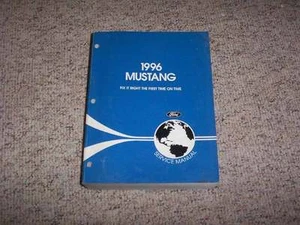 1996
MUSTANG
FIX IT RIGHT THE FIRST TIME ON TIME
Ford
SERVICE MANUAL